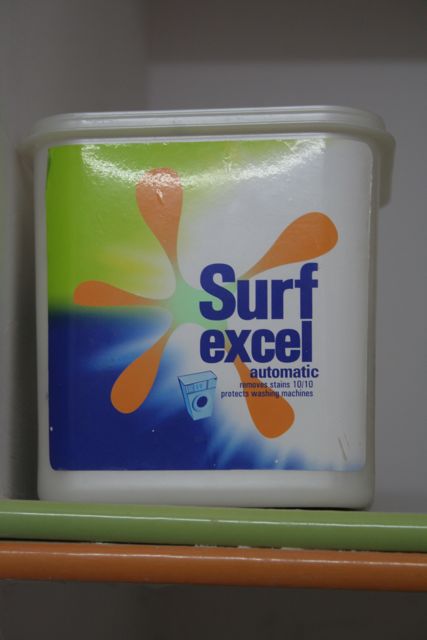 Surf
excel
automatic
removes stains 10/10
protects washing machines